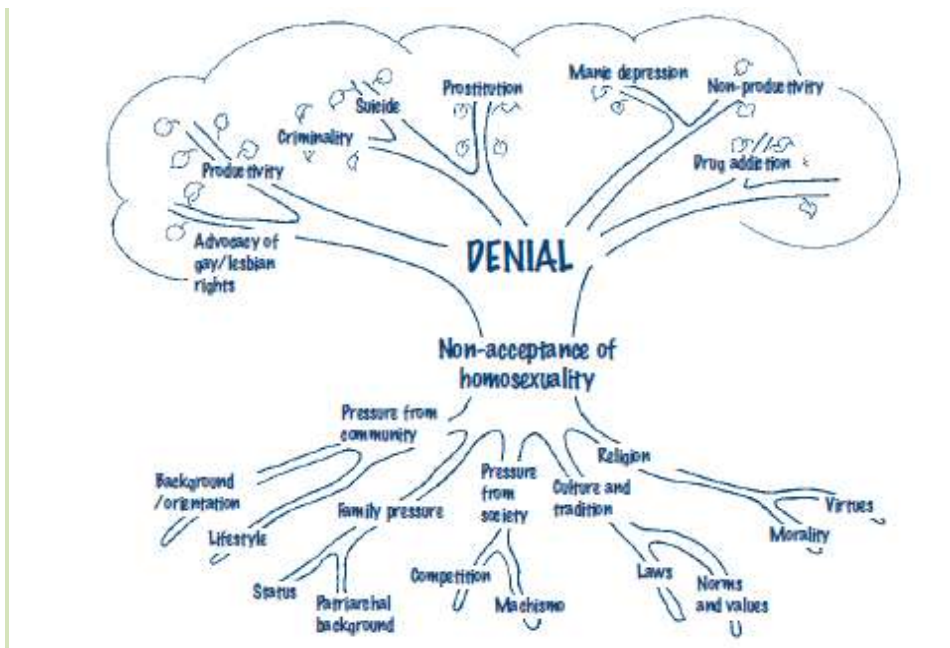 Manic depression
Non-productivity
Prostitution
Suicide
Criminality
Drug addiction
Productivity
Advocacy of
gay/lesbian
rights
DENIAL
Non-acceptance of
homosexuality
Pressure from
community
Religion
Background
/orientation
Lifestyle
Family pressure
Pressure
from
society
Culture and
tradition
Virtues
Morality
Status
Patriarchal
background
Competition
Machismo
Laws
Norms
and values